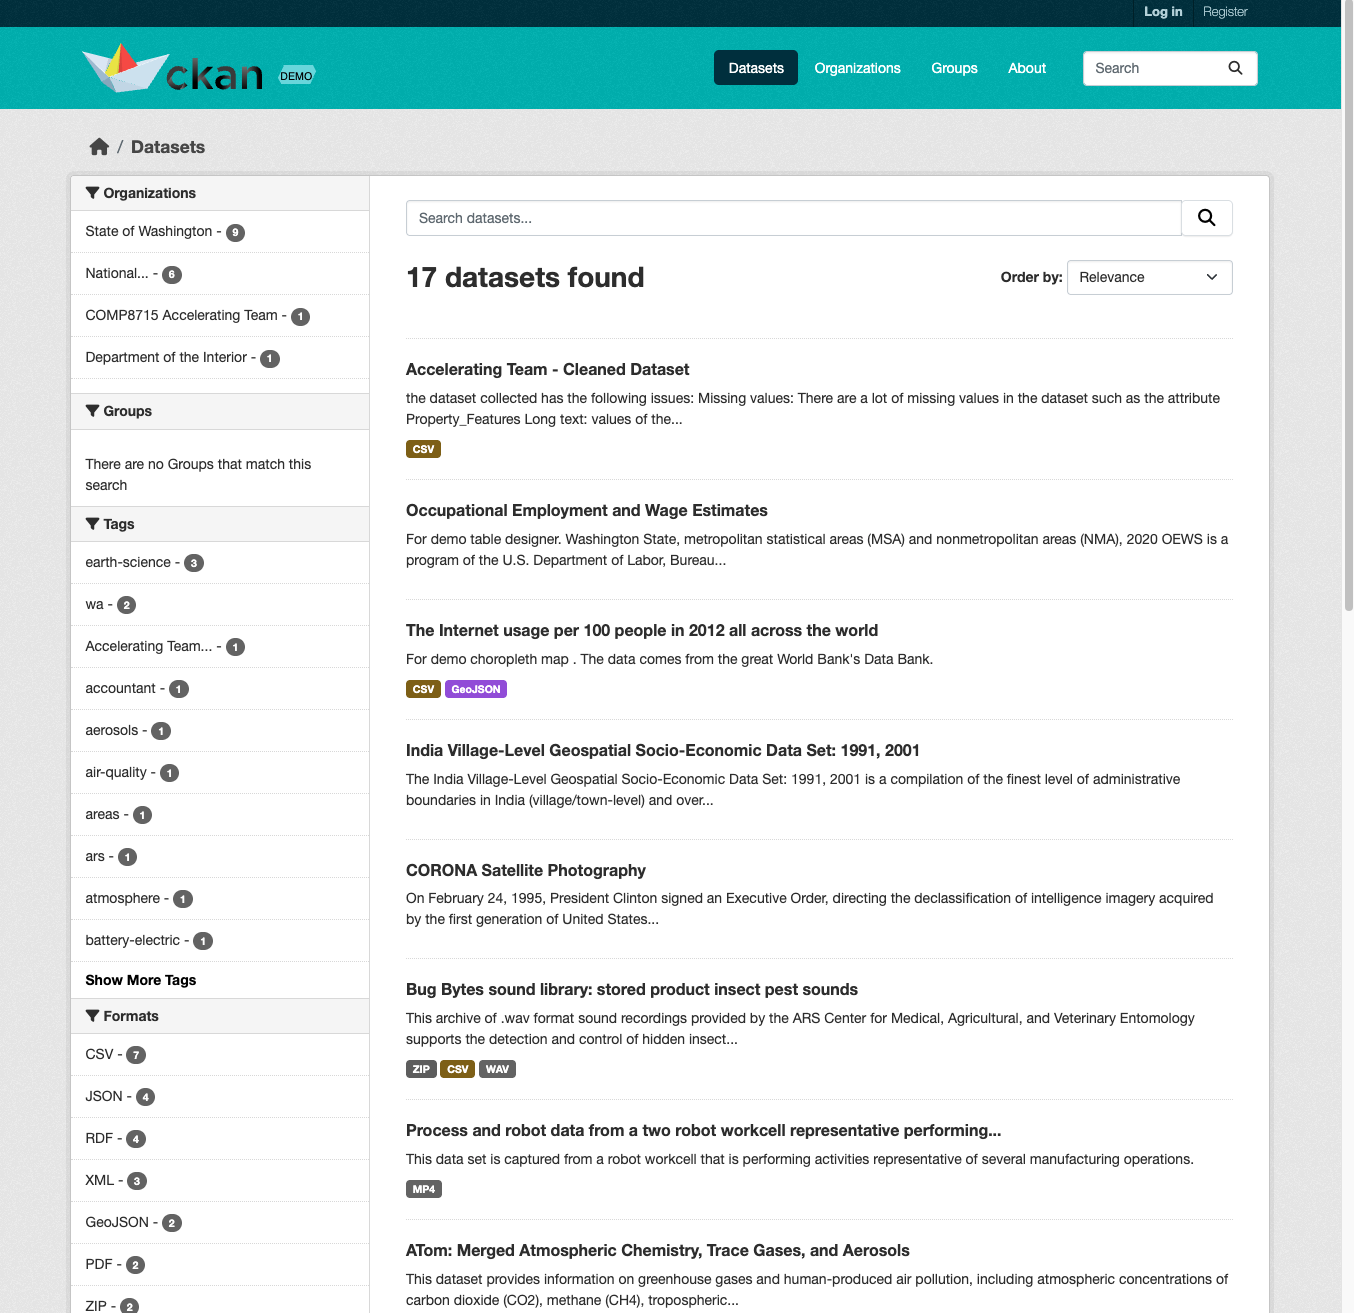 Log in
Register
ckan
DEMO
Datasets
Organizations
Groups
About
Search
/ Datasets
Organizations
State of Washington - 9
National... - 6
COMP8715 Accelerating Team - 1
Department of the Interior - 1
Groups
There are no Groups that match this
search
Tags
earth-science - 3
wa - 2
Accelerating Team... - 1
accountant - 1
aerosols - 1
air-quality - 1
areas - 1
ars - 1
atmosphere - 1
battery-electric - 1
Show More Tags
Formats
CSV - 7
JSON - 4
RDF - 4
XML - 3
GeoJSON - 2
PDF - 2
ZIP - 2
Search datasets...
17 datasets found
Order by: Relevance
Accelerating Team - Cleaned Dataset
the dataset collected has the following issues: Missing values: There are a lot of missing values in the dataset such as the attribute
Property_Features Long text: values of the...
CSV
Occupational Employment and Wage Estimates
For demo table designer. Washington State, metropolitan statistical areas (MSA) and nonmetropolitan areas (NMA), 2020 OEWS is a
program of the U.S. Department of Labor, Bureau...
The Internet usage per 100 people in 2012 all across the world
For demo choropleth map . The data comes from the great World Bank's Data Bank.
CSV GeoJSON
India Village-Level Geospatial Socio-Economic Data Set: 1991, 2001
The India Village-Level Geospatial Socio-Economic Data Set: 1991, 2001 is a compilation of the finest level of administrative
boundaries in India (village/town-level) and over...
CORONA Satellite Photography
On February 24, 1995, President Clinton signed an Executive Order, directing the declassification of intelligence imagery acquired
by the first generation of United States...
Bug Bytes sound library: stored product insect pest sounds
This archive of .wav format sound recordings provided by the ARS Center for Medical, Agricultural, and Veterinary Entomology
supports the detection and control of hidden insect...
ZIP CSV WAV
Process and robot data from a two robot workcell representative performing...
This data set is captured from a robot workcell that is performing activities representative of several manufacturing operations.
MP4
ATom: Merged Atmospheric Chemistry, Trace Gases, and Aerosols
This dataset provides information on greenhouse gases and human-produced air pollution, including atmospheric concentrations of
carbon dioxide (CO2), methane (CH4), tropospheric...